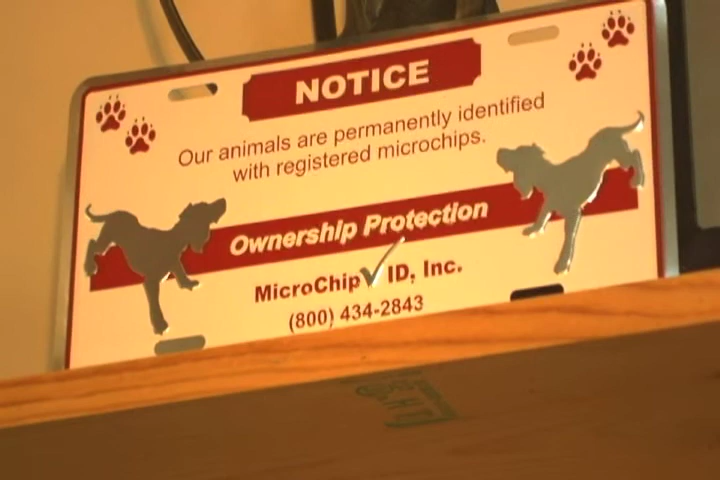 NOTICE
Our animals are permanently identified
with registered microchips.
Ownership Protection
MicroChip ID, Inc.
(800) 434-2843